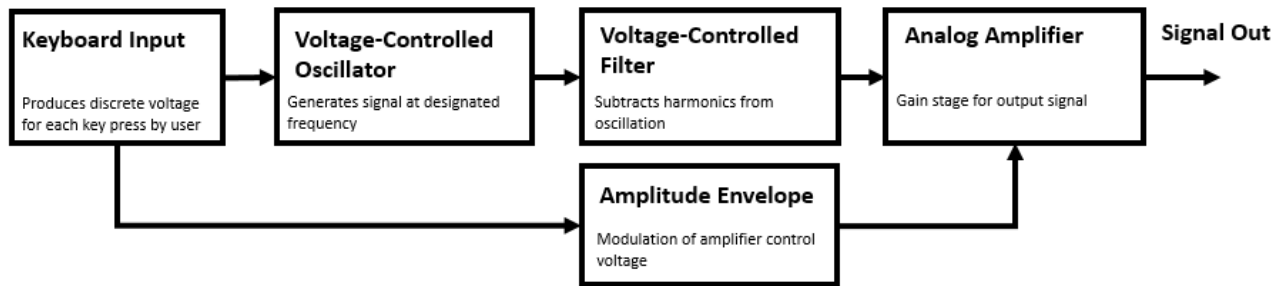 Keyboard Input
Produces discrete voltage
for each key press by user
Voltage-Controlled
Oscillator
Generates signal at designated
frequency
Voltage-Controlled
Filter
Subtracts harmonics from
oscillation
Analog Amplifier
Gain stage for output signal
Signal Out
Amplitude Envelope
Modulation of amplifier control
voltage